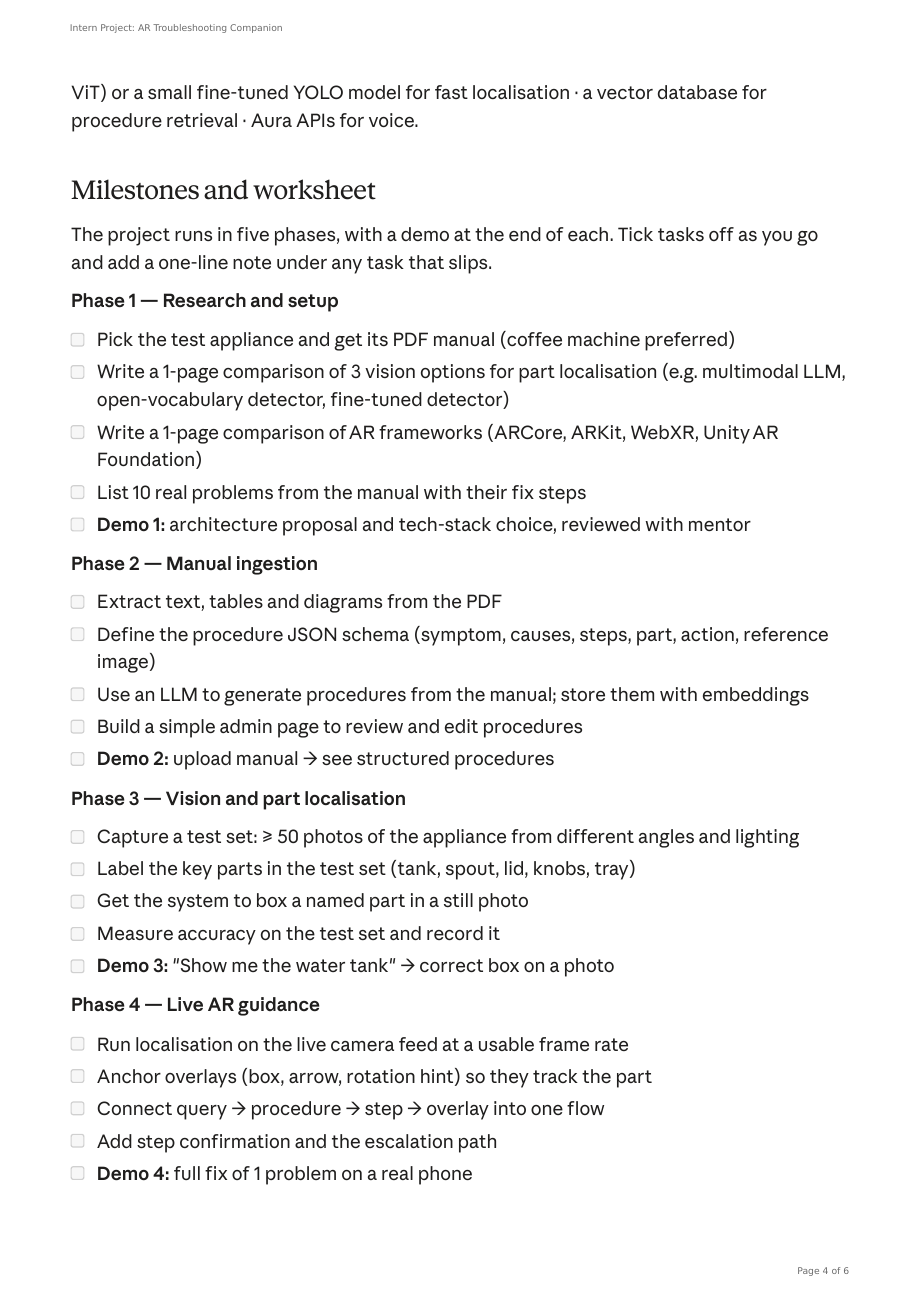 Intern Project: AR Troubleshooting Companion
ViT) or a small fine-tuned YOLO model for fast localisation · a vector database for
procedure retrieval · Aura APIs for voice.
Milestones and worksheet
The project runs in five phases, with a demo at the end of each. Tick tasks off as you go
and add a one-line note under any task that slips.
Phase 1 — Research and setup
Pick the test appliance and get its PDF manual (coffee machine preferred)
Write a 1-page comparison of 3 vision options for part localisation (e.g. multimodal LLM,
open-vocabulary detector, fine-tuned detector)
Write a 1-page comparison of AR frameworks (ARCore, ARKit, WebXR, Unity AR
Foundation)
List 10 real problems from the manual with their fix steps
Demo 1: architecture proposal and tech-stack choice, reviewed with mentor
Phase 2 — Manual ingestion
Extract text, tables and diagrams from the PDF
Define the procedure JSON schema (symptom, causes, steps, part, action, reference
image)
Use an LLM to generate procedures from the manual; store them with embeddings
Build a simple admin page to review and edit procedures
Demo 2: upload manual → see structured procedures
Phase 3 — Vision and part localisation
Capture a test set: ≥ 50 photos of the appliance from different angles and lighting
Label the key parts in the test set (tank, spout, lid, knobs, tray)
Get the system to box a named part in a still photo
Measure accuracy on the test set and record it
Demo 3: "Show me the water tank" → correct box on a photo
Phase 4 — Live AR guidance
Run localisation on the live camera feed at a usable frame rate
Anchor overlays (box, arrow, rotation hint) so they track the part
Connect query → procedure → step → overlay into one flow
Add step confirmation and the escalation path
Demo 4: full fix of 1 problem on a real phone
Page 4 of 6